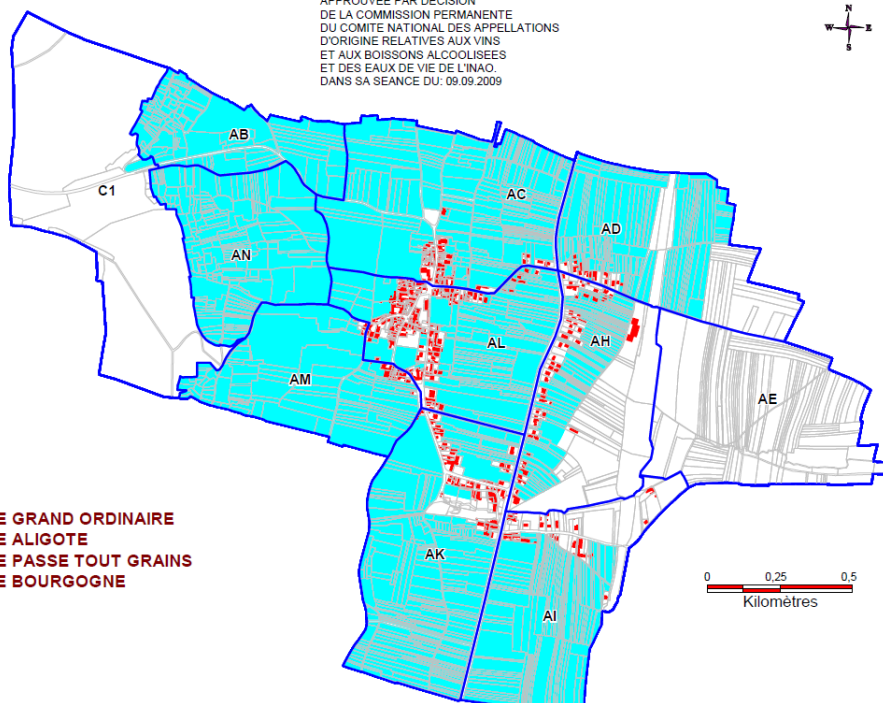 APPROUVEE PAR DECISION
DE LA COMMISSION PERMANENTE
DU COMITE NATIONAL DES APPELLATIONS
D'ORIGINE RELATIVES AUX VINS
ET AUX BOISSONS ALCOOLISEES
ET DES EAUX DE VIE DE L'INAO.
DANS SA SEANCE DU: 09.09.2009
N
W E
S
AB
C1
AC
AD
AN
AL
AH
AM
AE
E GRAND ORDINAIRE
E ALIGOTE
E PASSE TOUT GRAINS
E BOURGOGNE
AK
AI
0 0,25 0,5
Kilomètres